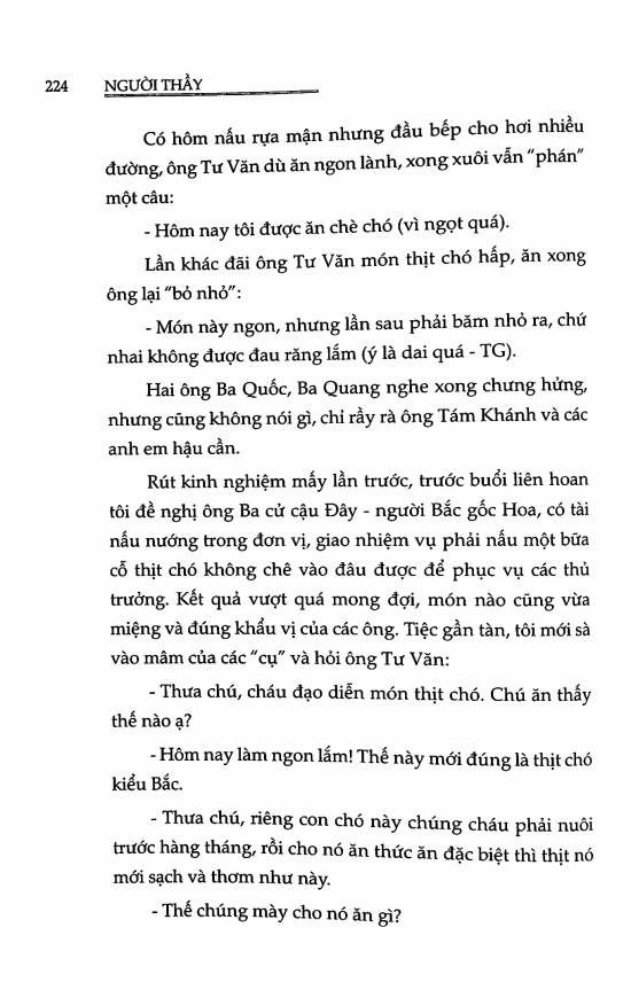 224 NGƯỜI THẦY
Có hôm nấu rựa mận nhưng đầu bếp cho hơi nhiều
đường, ông Tư Văn dù ăn ngon lành, xong xuôi vẫn "phán"
một câu:
- Hôm nay tôi được ăn chè chó (vì ngọt quá).
Lần khác đãi ông Tư Văn món thịt chó hấp, ăn xong
ông lại "bỏ nhỏ":
- Món này ngon, nhưng lần sau phải băm nhỏ ra, chứ
nhai không được đau răng lắm (ý là dai quá - TG).
Hai ông Ba Quốc, Ba Quang nghe xong chưng hửng,
nhưng cũng không nói gì, chỉ rầy rà ông Tám Khánh và các
anh em hậu cần.
Rút kinh nghiệm mấy lần trước, trước buổi liên hoan
tôi đề nghị ông Ba cử cậu Đây - người Bắc gốc Hoa, có tài
nấu nướng trong đơn vị, giao nhiệm vụ phải nấu một bữa
cỗ thịt chó không chê vào đâu được để phục vụ các thủ
trưởng. Kết quả vượt quá mong đợi, món nào cũng vừa
miệng và đúng khẩu vị của các ông. Tiệc gần tàn, tôi mới sà
vào mâm của các "cụ" và hỏi ông Tư Văn:
- Thưa chú, cháu đạo diễn món thịt chó. Chú ăn thấy
thế nào ạ?
- Hôm nay làm ngon lắm! Thế này mới đúng là thịt chó
kiểu Bắc.
- Thưa chú, riêng con chó này chúng cháu phải nuôi
trước hàng tháng, rồi cho nó ăn thức ăn đặc biệt thì thịt nó
mới sạch và thơm như này.
- Thế chúng mày cho nó ăn gì?